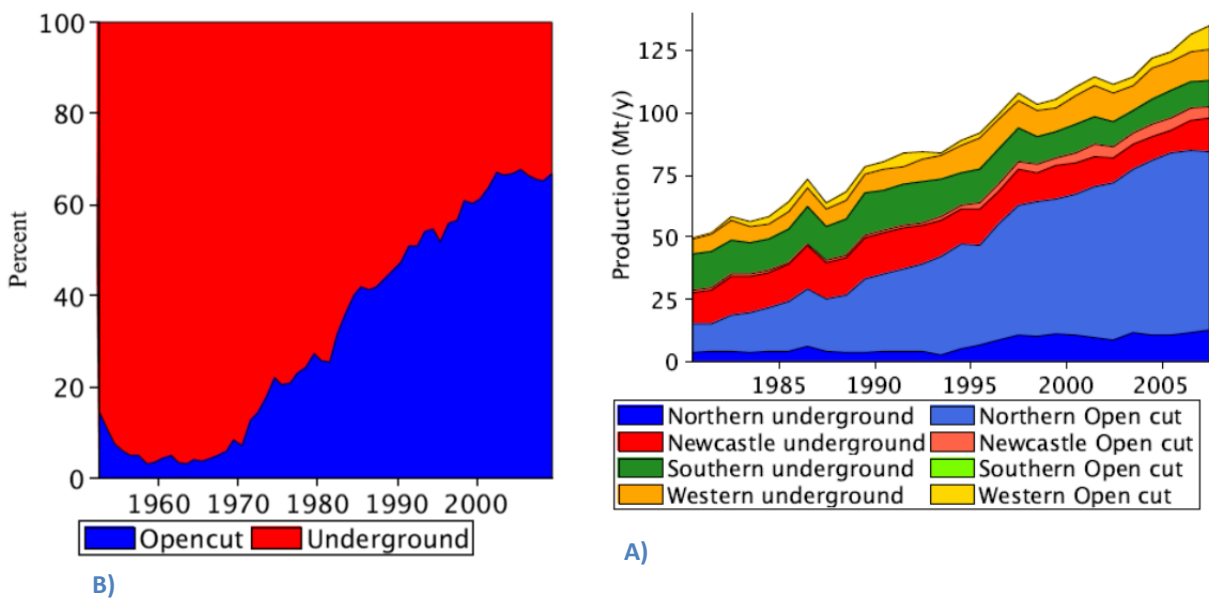 100
80
60
40
20
0
Percent
1960 1970 1980 1990 2000
Opencut Underground
B)
125
100
75
50
25
0
Production (Mt/y)
1985 1990 1995 2000 2005
Northern underground Northern Open cut
Newcastle underground Newcastle Open cut
Southern underground Southern Open cut
Western underground Western Open cut
A)